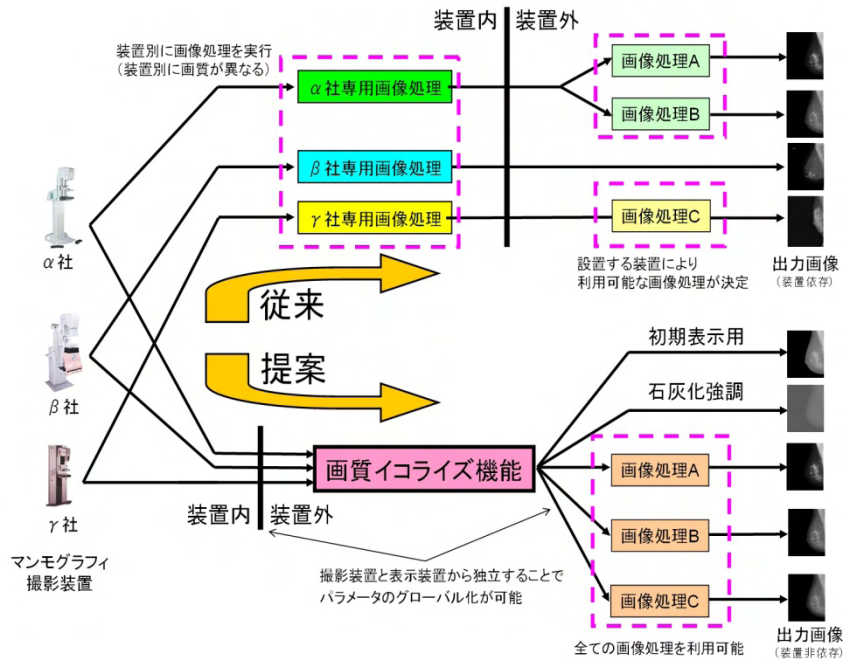 装置内 装置外
装置別に画像処理を実行
(装置別に画質が異なる)
α社専用画像処理
画像処理A
画像処理B
β社専用画像処理
γ社専用画像処理
画像処理C
α社
設置する装置により
利用可能な画像処理が決定
出力画像
(装置依存)
従来
提案
β社
γ社
マンモグラフィ
撮影装置
初期表示用
石灰化強調
画質イコライズ機能
装置内 装置外
画像処理A
画像処理B
画像処理C
撮影装置と表示装置から独立することで
パラメータのグローバル化が可能
全ての画像処理を利用可能
出力画像
(装置非依存)